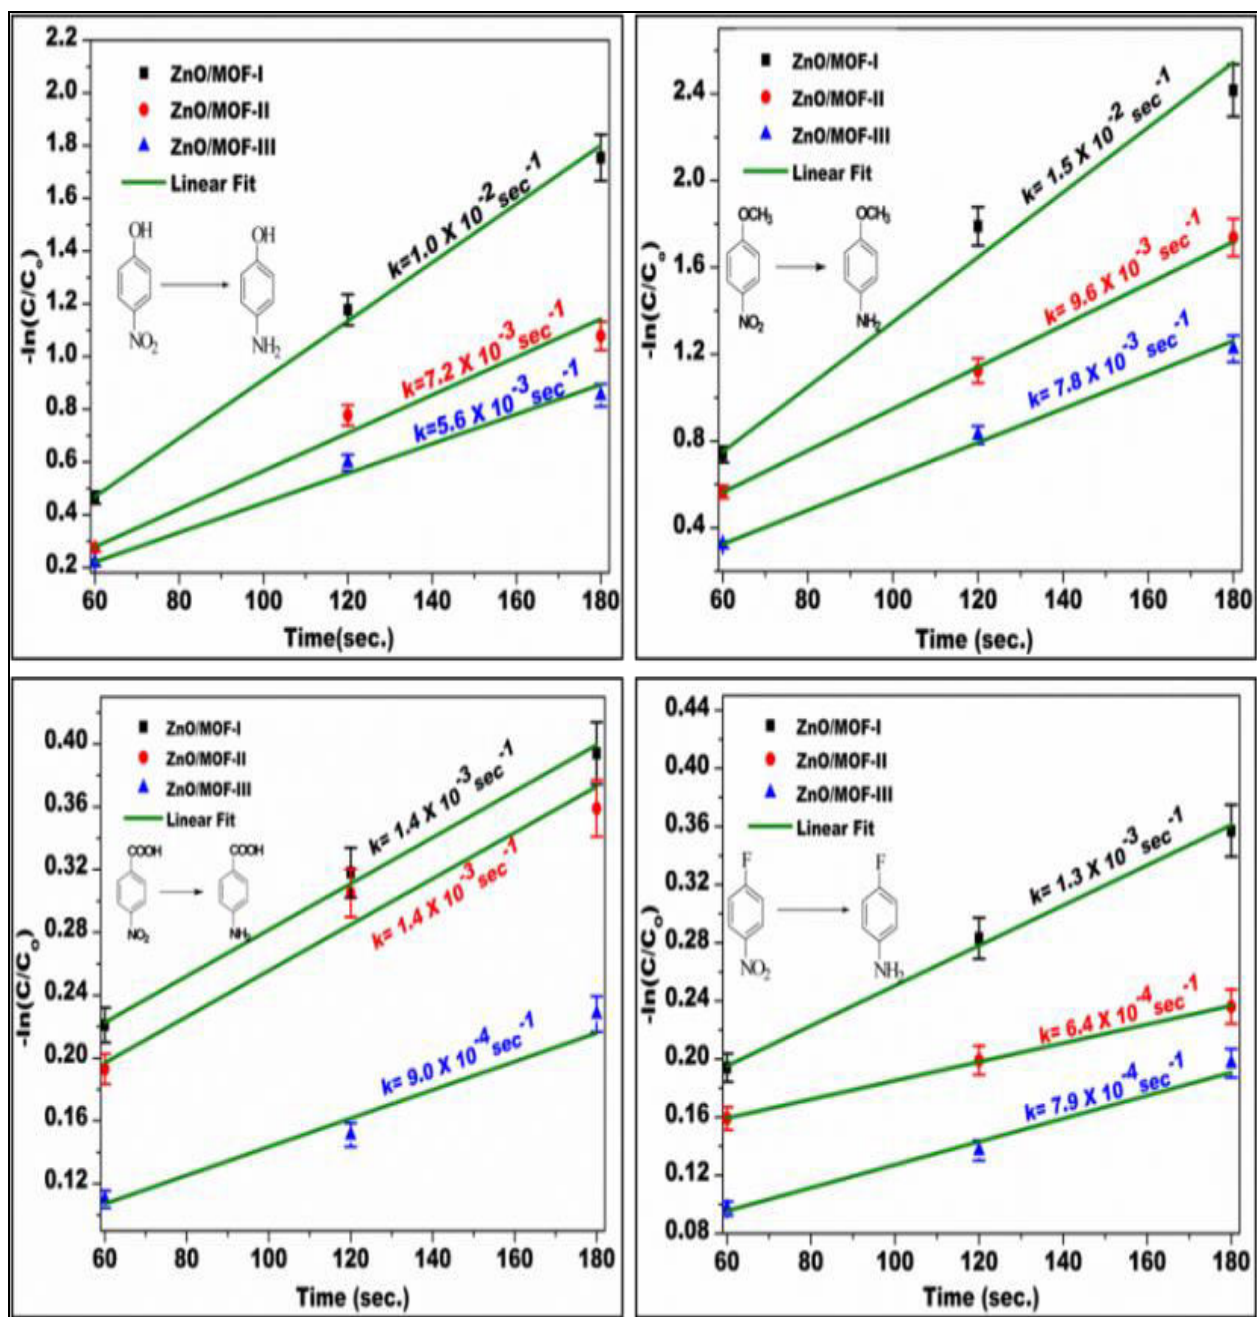 2.2
2.0
1.8
1.6
1.4
1.2
1.0
0.8
0.6
0.4
0.2
-ln(C/C₀)
ZnO/MOF-I
ZnO/MOF-II
ZnO/MOF-III
Linear Fit
OH
NO₂
OH
NH₂
k=1.0 X 10⁻² sec⁻¹
k=7.2 X 10⁻³ sec⁻¹
k=5.6 X 10⁻³ sec⁻¹
60 80 100 120 140 160 180
Time(sec.)
2.4
2.0
1.6
1.2
0.8
0.4
-ln(C/C₀)
ZnO/MOF-I
ZnO/MOF-II
ZnO/MOF-III
Linear Fit
OCH₃
NO₂
OCH₃
NH₂
k= 1.5 X 10⁻² sec⁻¹
k= 9.6 X 10⁻³ sec⁻¹
k= 7.8 X 10⁻³ sec⁻¹
60 80 100 120 140 160 180
Time (sec.)
0.40
0.36
0.32
0.28
0.24
0.20
0.16
0.12
-ln(C/C₀)
ZnO/MOF-I
ZnO/MOF-II
ZnO/MOF-III
Linear Fit
COOH
NO₂
COOH
NH₂
k= 1.4 X 10⁻³ sec⁻¹
k= 1.4 X 10⁻³ sec⁻¹
k= 9.0 X 10⁻⁴ sec⁻¹
60 80 100 120 140 160 180
Time (sec.)
0.44
0.40
0.36
0.32
0.28
0.24
0.20
0.16
0.12
0.08
-ln(C/C₀)
ZnO/MOF-I
ZnO/MOF-II
ZnO/MOF-III
Linear Fit
F
NO₂
F
NH₂
k= 1.3 X 10⁻³ sec⁻¹
k= 6.4 X 10⁻⁴ sec⁻¹
k= 7.9 X 10⁻⁴ sec⁻¹
60 80 100 120 140 160 180
Time (sec.)